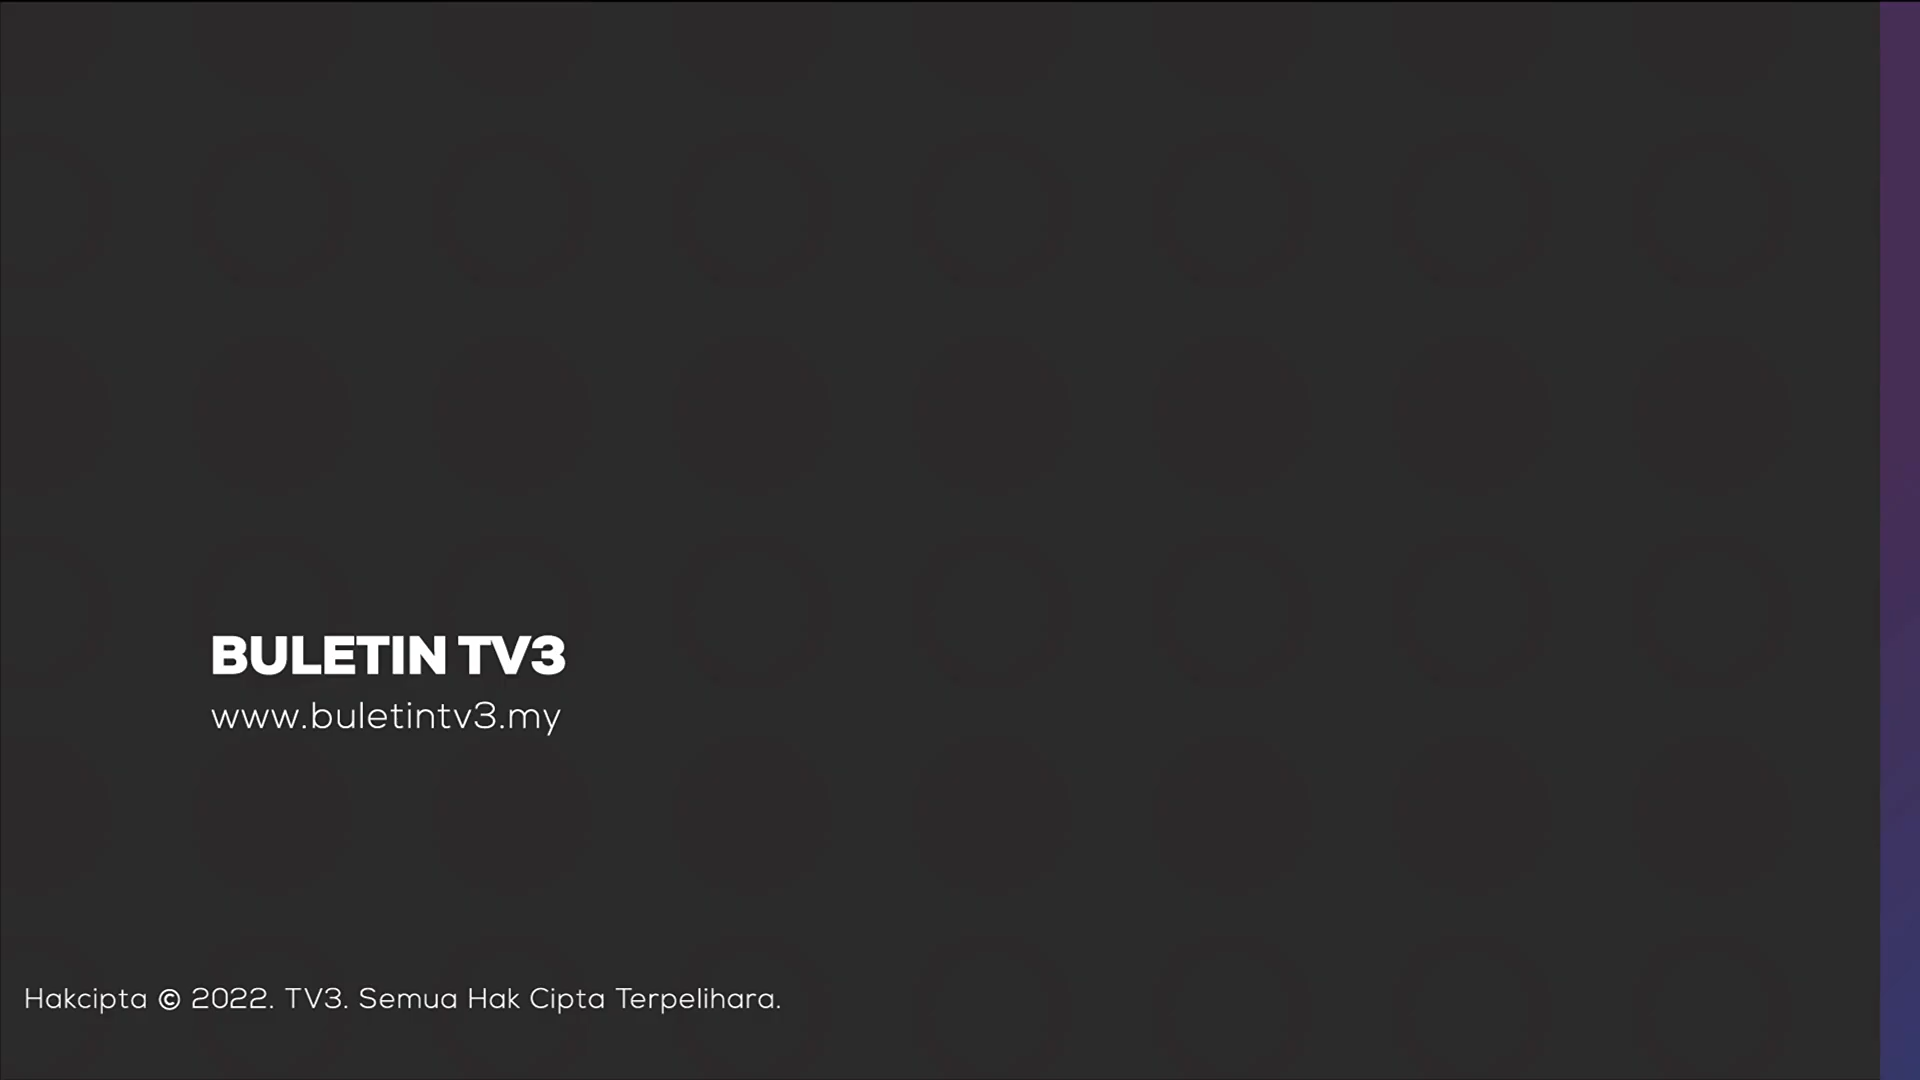 BULETIN TV3
www.buletintv3.my
Hakcipta © 2022. TV3. Semua Hak Cipta Terpelihara.